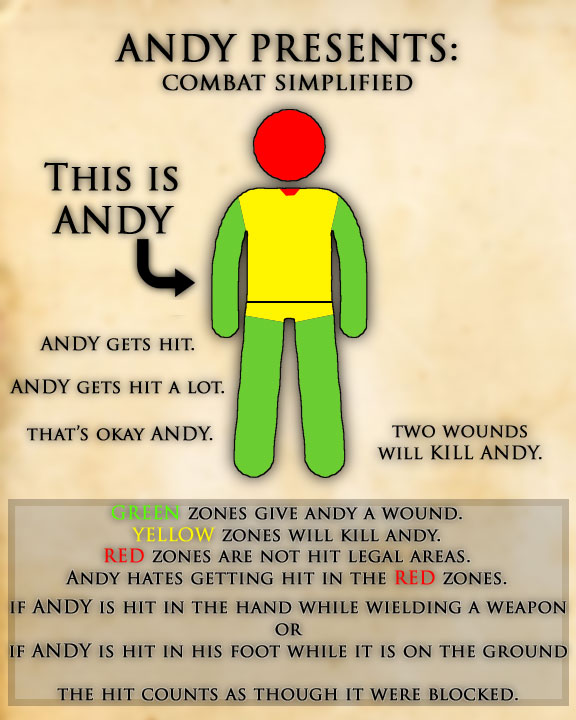 ANDY PRESENTS:
COMBAT SIMPLIFIED
THIS IS
ANDY
ANDY GETS HIT.
ANDY GETS HIT A LOT.
THAT'S OKAY ANDY.
TWO WOUNDS
WILL KILL ANDY.
GREEN ZONES GIVE ANDY A WOUND.
YELLOW ZONES WILL KILL ANDY.
RED ZONES ARE NOT HIT LEGAL AREAS.
ANDY HATES GETTING HIT IN THE RED ZONES.
IF ANDY IS HIT IN THE HAND WHILE WIELDING A WEAPON
OR
IF ANDY IS HIT IN HIS FOOT WHILE IT IS ON THE GROUND
THE HIT COUNTS AS THOUGH IT WERE BLOCKED.